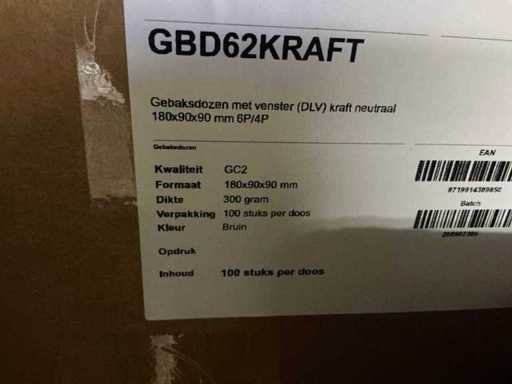 GBD62KRAFT
Gebaksdozen met venster (DLV) kraft neutraal
180x90x90 mm 6P/4P
Gebaksdozen
EAN
Kwaliteit GC2
Formaat 180x90x90 mm
8719914389850
Dikte 300 gram
Batch
Verpakking 100 stuks per doos
Kleur Bruin
Opdruk
Inhoud 100 stuks per doos